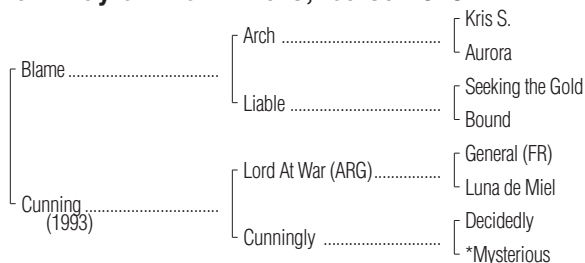 Kris S.
Arch ................................................
Aurora
Blame ......................................................
Seeking the Gold
Liable ..................................................
Bound
General (FR)
Lord At War (ARG)...................
Luna de Miel
Cunning ................................................
(1993)
Decidedly
Cunningly ..................................
*Mysterious